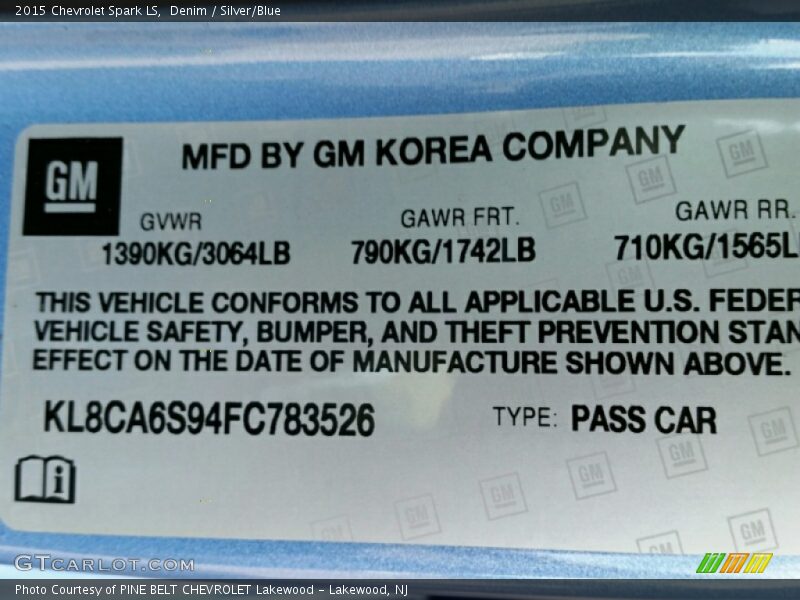 2015 Chevrolet Spark LS, Denim / Silver/Blue
GM
MFD BY GM KOREA COMPANY
GVWR GAWR FRT. GAWR RR.
1390KG/3064LB 790KG/1742LB 710KG/1565L
THIS VEHICLE CONFORMS TO ALL APPLICABLE U.S. FEDER
VEHICLE SAFETY, BUMPER, AND THEFT PREVENTION STAN
EFFECT ON THE DATE OF MANUFACTURE SHOWN ABOVE.
KL8CA6S94FC783526 TYPE: PASS CAR
GTCARLOT.COM
Photo Courtesy of PINE BELT CHEVROLET Lakewood - Lakewood, NJ